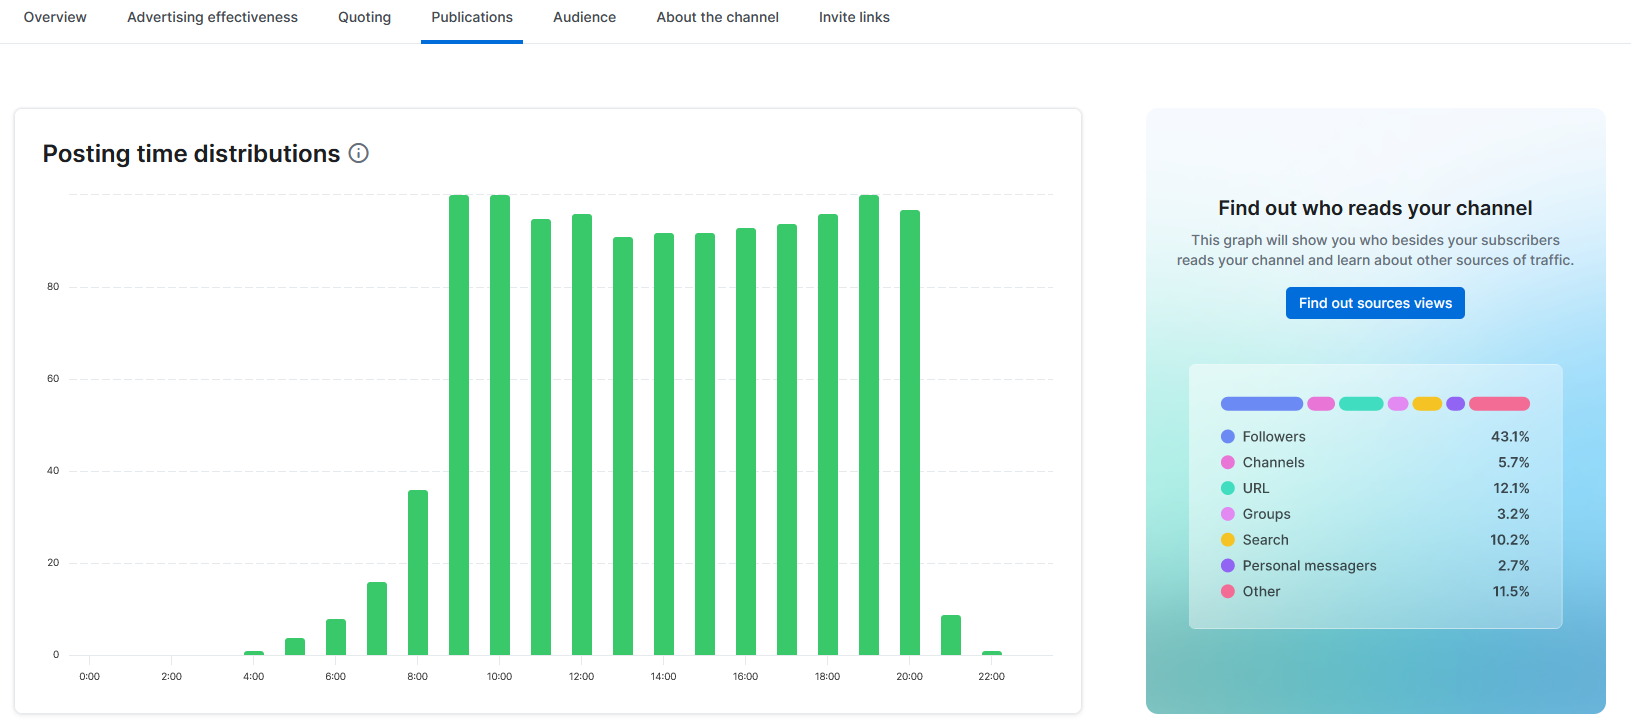 Overview Advertising effectiveness Quoting Publications Audience About the channel Invite links
Posting time distributions
80
60
40
20
0
0:00 2:00 4:00 6:00 8:00 10:00 12:00 14:00 16:00 18:00 20:00 22:00
Find out who reads your channel
This graph will show you who besides your subscribers
reads your channel and learn about other sources of traffic.
Find out sources views
Followers 43.1%
Channels 5.7%
URL 12.1%
Groups 3.2%
Search 10.2%
Personal messagers 2.7%
Other 11.5%